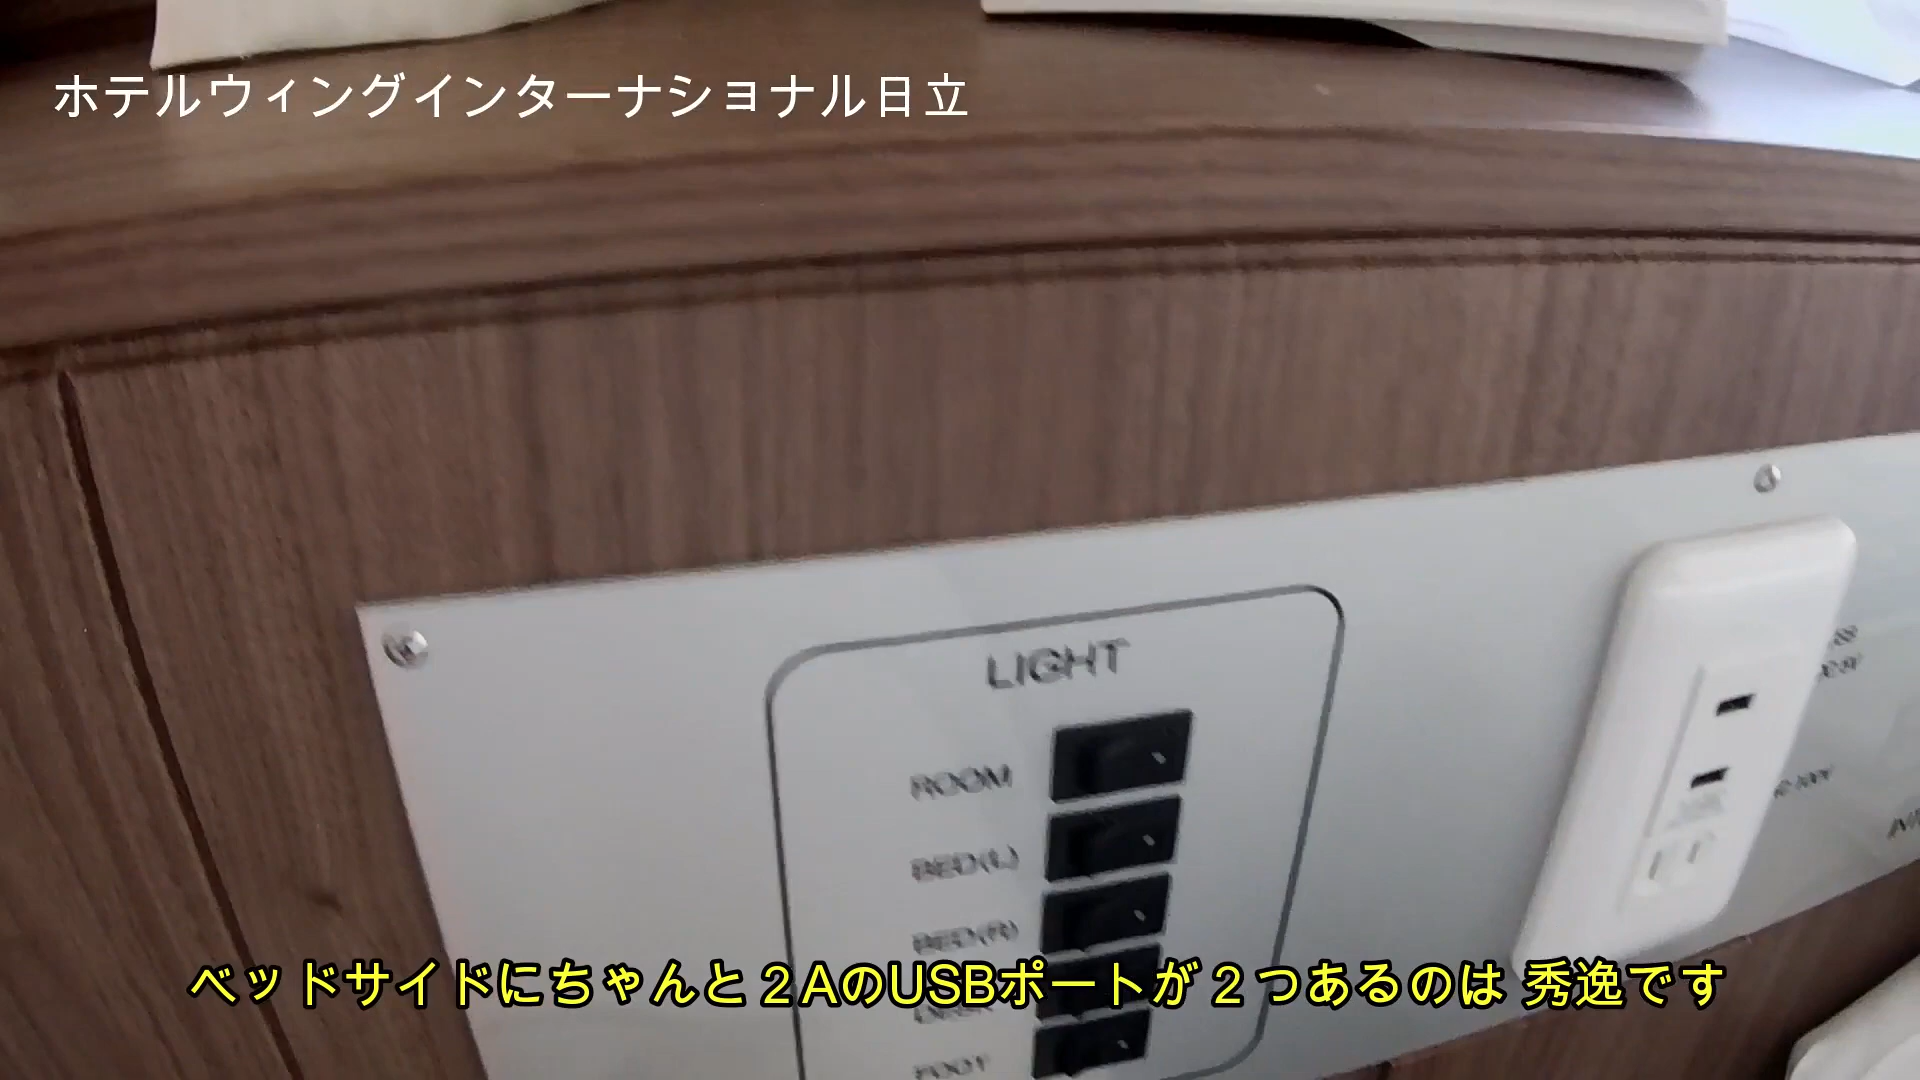 ホテルウィングインターナショナル日立
LIGHT
ROOM
BED(L)
BED(R)
FOOT
ベッドサイドにちゃんと2AのUSBポートが2つあるのは 秀逸です